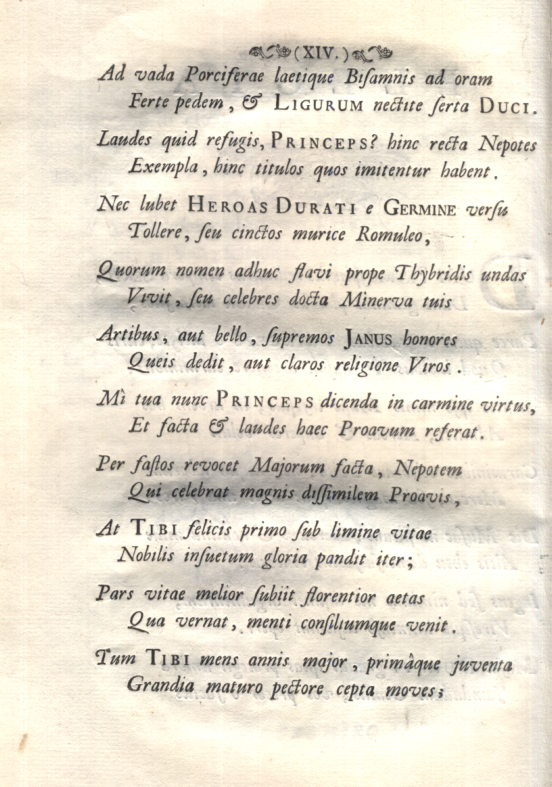 (XIV.)
Ad vada Porciferae laetique Biſamnis ad oram
Ferte pedem, & LIGURUM nectite ſerta DUCI.
Laudes quid refugis, PRINCEPS? hinc recta Nepotes
Exempla, hinc titulos quos imitentur habent.
Nec lubet HEROAS DURATI e GERMINE verſu
Tollere, ſeu cinctos murice Romuleo,
Quorum nomen adhuc flavi prope Thybridis undas
Vivit, ſeu celebres docta Minerva tuis
Artibus, aut bello, ſupremos JANUS honores
Queis dedit, aut claros religione Viros.
Mì tua nunc PRINCEPS dicenda in carmine virtus,
Et facta & laudes haec Proavum referat.
Per faſtos revocet Majorum facta, Nepotem
Qui celebrat magnis diſſimilem Proavis,
At TIBI felicis primo ſub limine vitae
Nobilis inſuetum gloria pandit iter;
Pars vitae melior ſubiit florentior aetas
Qua vernat, menti conſiliumque venit.
Tum TIBI mens annis major, primâque juventa
Grandia maturo pectore cepta moves;